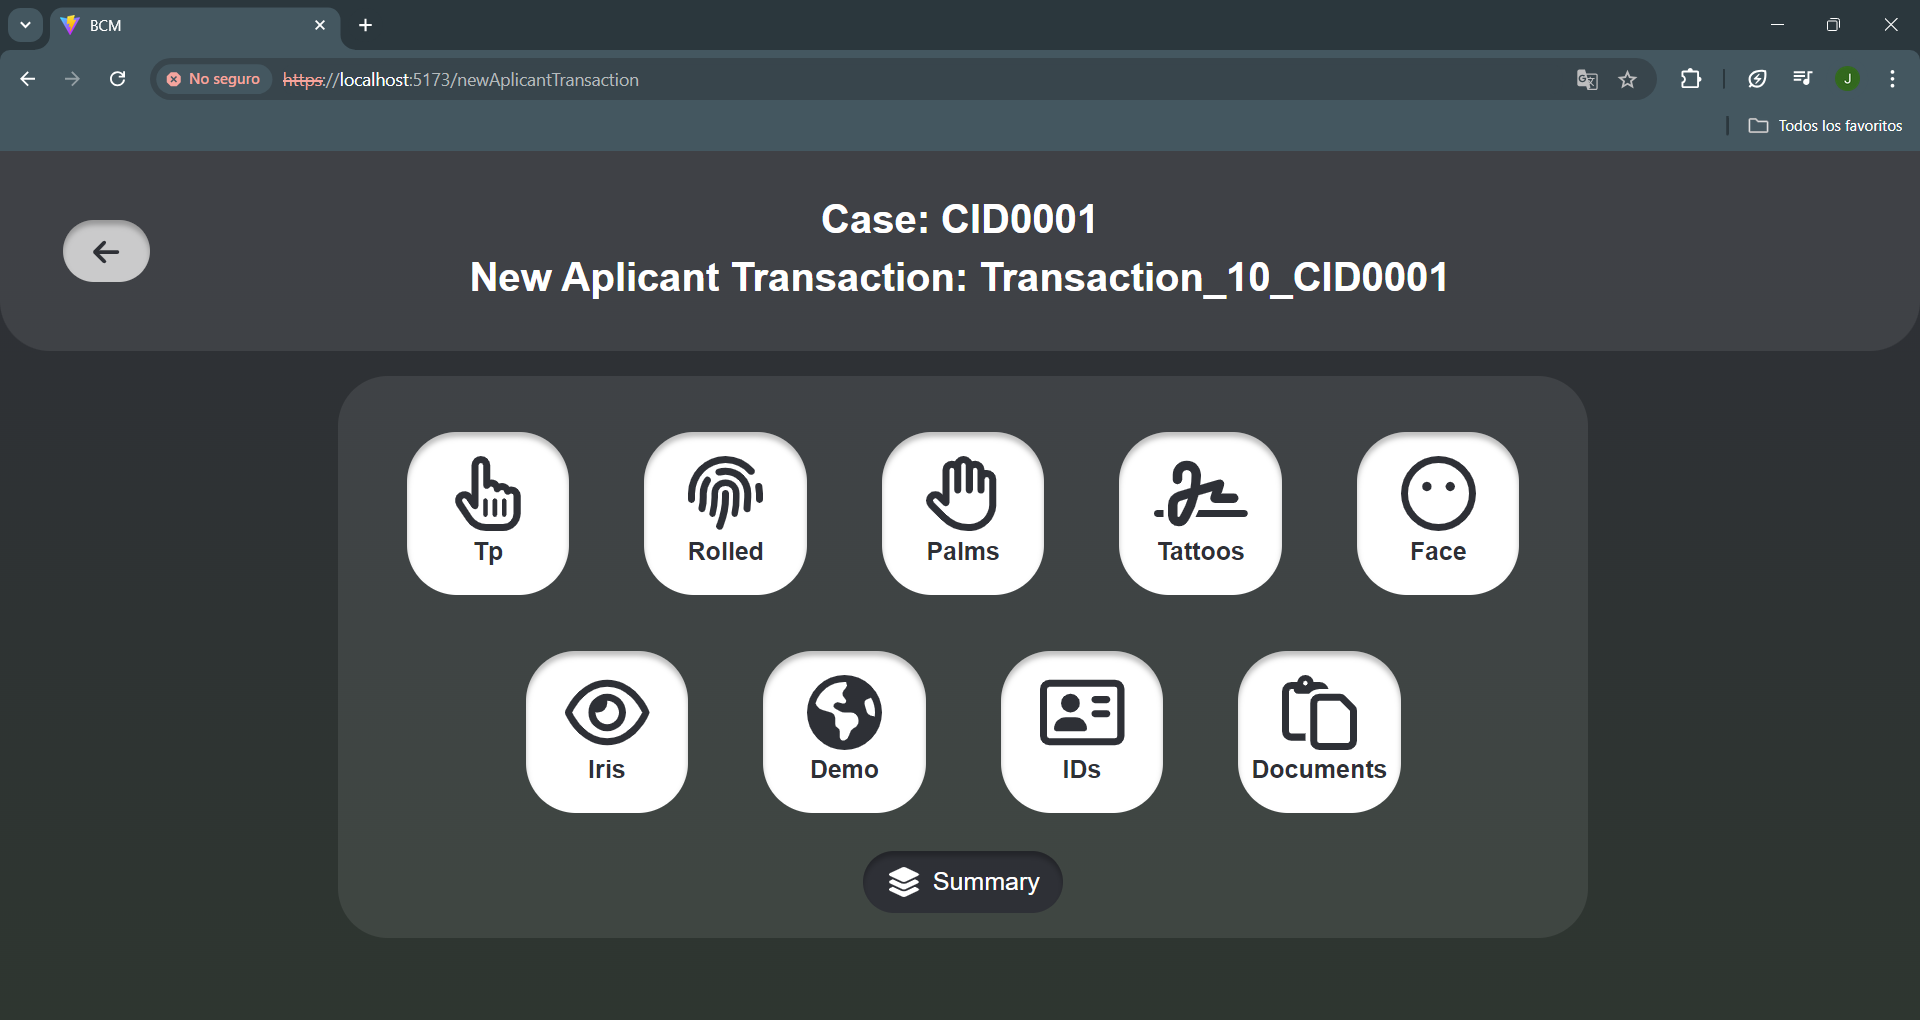 BCM
No seguro
https://localhost:5173/newAplicantTransaction
J
Todos los favoritos
Case: CID0001
New Aplicant Transaction: Transaction_10_CID0001
Tp
Rolled
Palms
Tattoos
Face
Iris
Demo
IDs
Documents
Summary